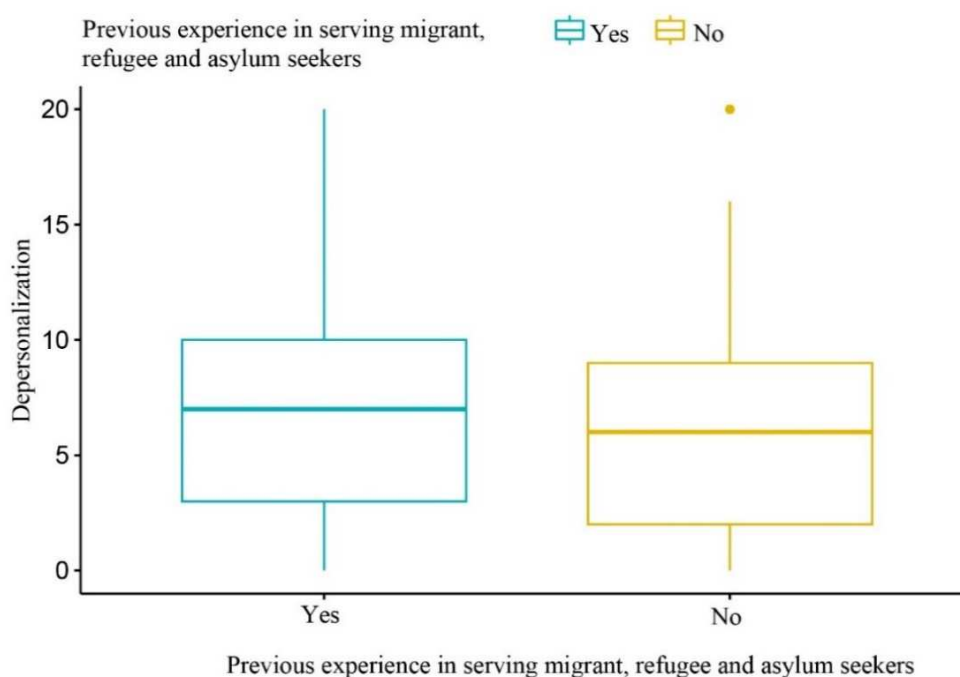 Previous experience in serving migrant,
refugee and asylum seekers
Yes No
20
15
10
5
0
Depersonalization
Yes No
Previous experience in serving migrant, refugee and asylum seekers